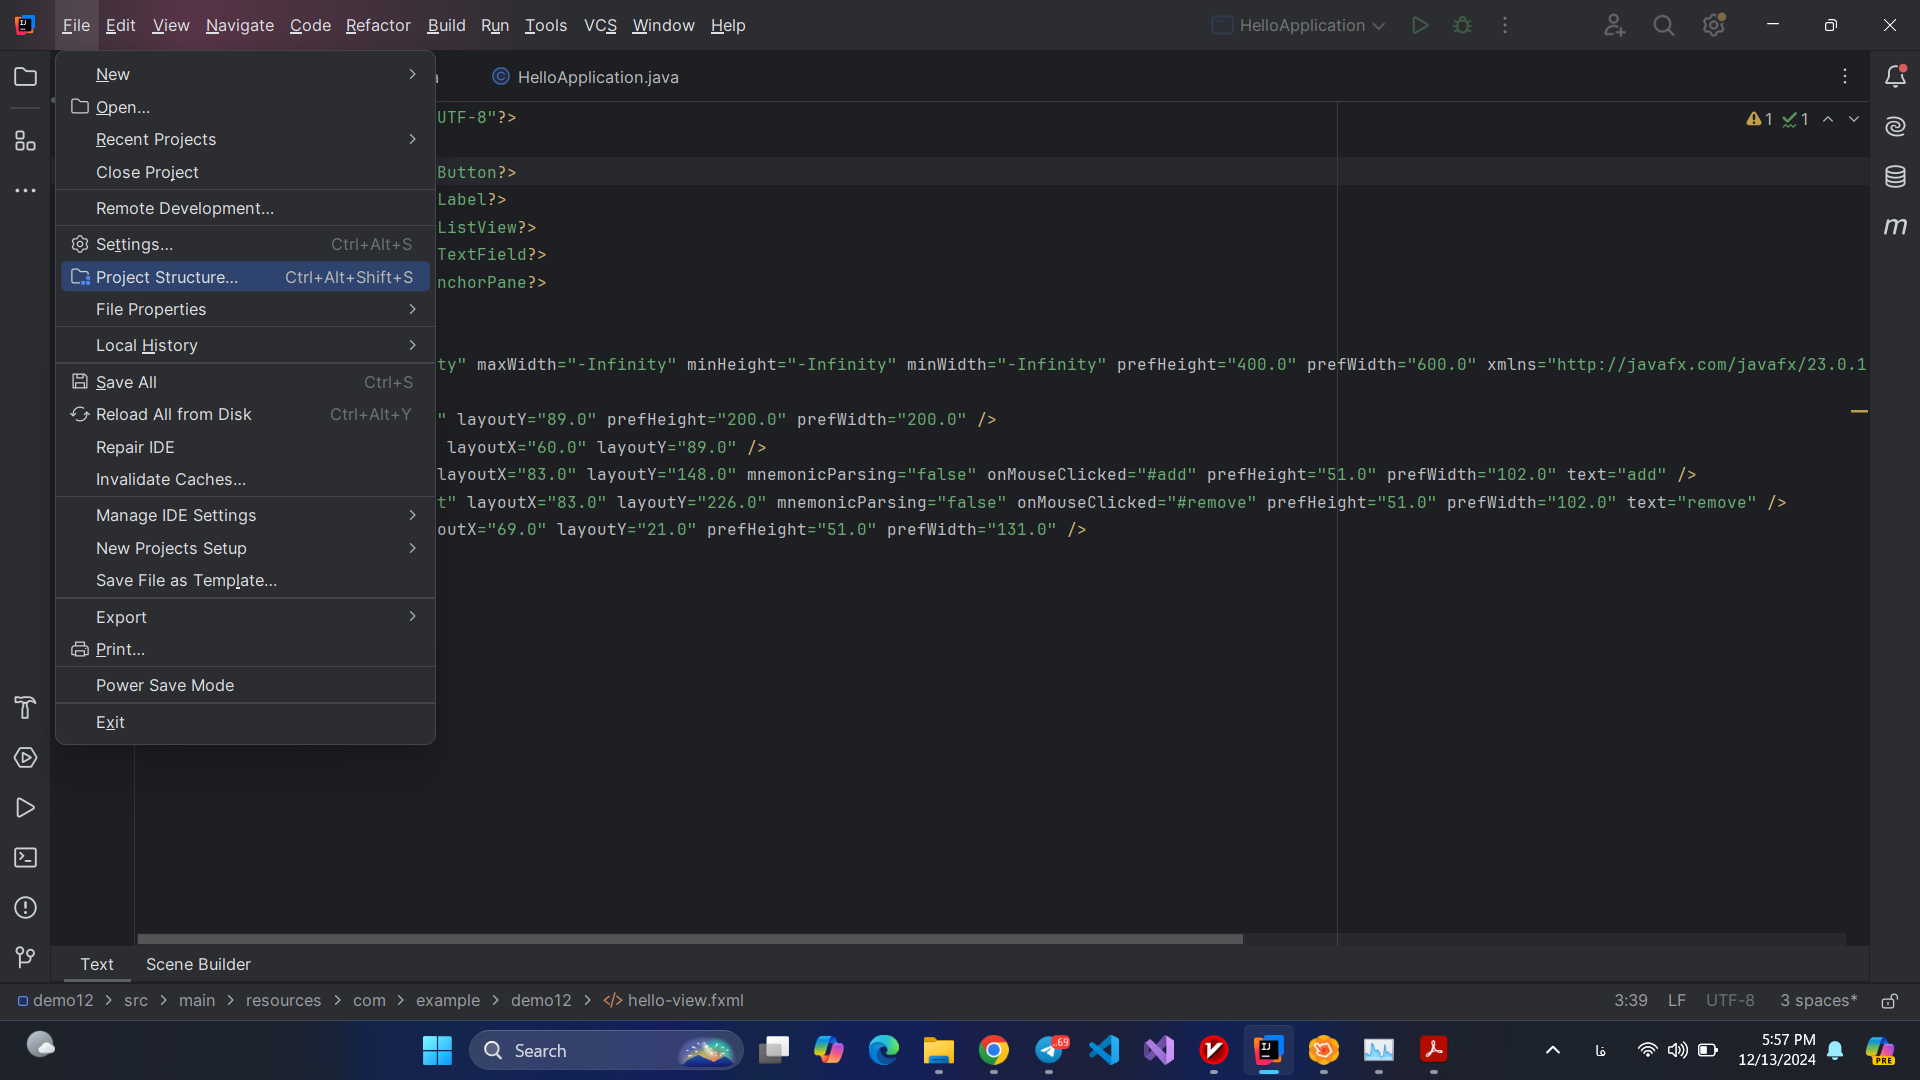 File Edit View Navigate Code Refactor Build Run Tools VCS Window Help
HelloApplication
New
Open...
Recent Projects
Close Project
Remote Development...
Settings... Ctrl+Alt+S
Project Structure... Ctrl+Alt+Shift+S
File Properties
Local History
Save All Ctrl+S
Reload All from Disk Ctrl+Alt+Y
Repair IDE
Invalidate Caches...
Manage IDE Settings
New Projects Setup
Save File as Template...
Export
Print...
Power Save Mode
Exit
HelloApplication.java
1 1
UTF-8"?>
Button?>
Label?>
ListView?>
TextField?>
nchorPane?>
ty" maxWidth="-Infinity" minHeight="-Infinity" minWidth="-Infinity" prefHeight="400.0" prefWidth="600.0" xmlns="http://javafx.com/javafx/23.0.1
" layoutY="89.0" prefHeight="200.0" prefWidth="200.0" />
layoutX="60.0" layoutY="89.0" />
layoutX="83.0" layoutY="148.0" mnemonicParsing="false" onMouseClicked="#add" prefHeight="51.0" prefWidth="102.0" text="add" />
t" layoutX="83.0" layoutY="226.0" mnemonicParsing="false" onMouseClicked="#remove" prefHeight="51.0" prefWidth="102.0" text="remove" />
outX="69.0" layoutY="21.0" prefHeight="51.0" prefWidth="131.0" />
Text Scene Builder
demo12 > src > main > resources > com > example > demo12 > </> hello-view.fxml
3:39 LF UTF-8 3 spaces*
Search
.69
فا
5:57 PM
12/13/2024
PRE